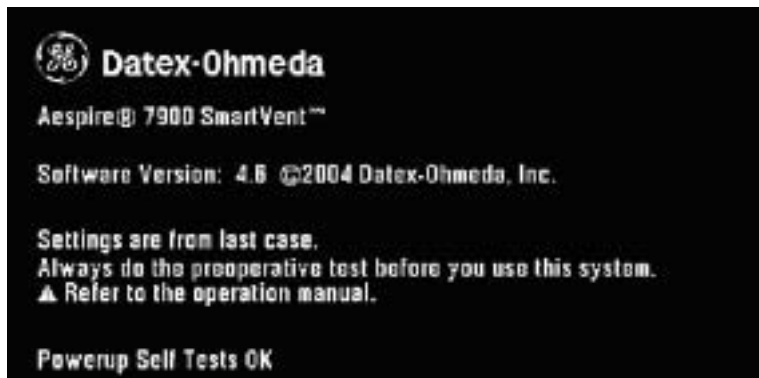 GE Datex-Ohmeda
Aespire® 7900 SmartVent™
Software Version: 4.6 ©2004 Datex-Ohmeda, Inc.
Settings are from last case.
Always do the preoperative test before you use this system.
⚠ Refer to the operation manual.
Powerup Self Tests OK